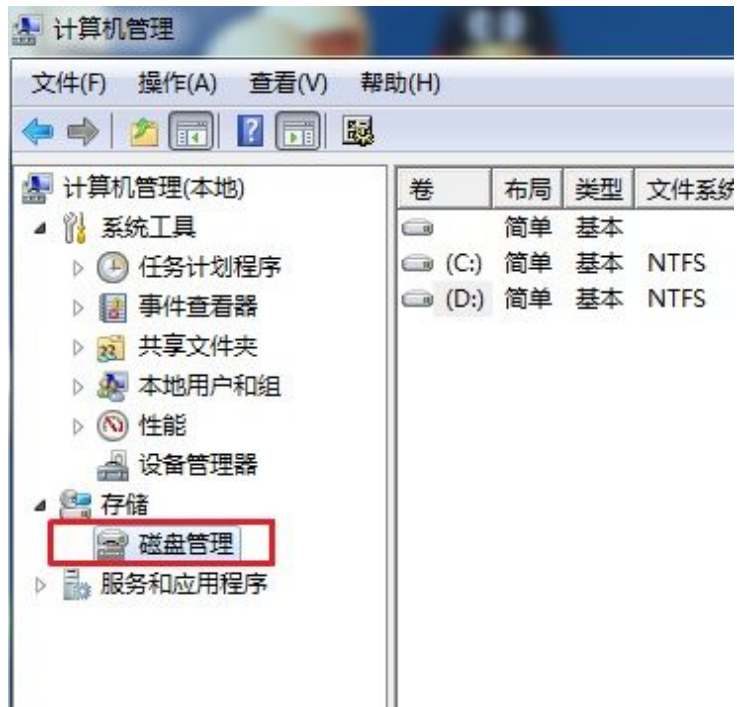 计算机管理
文件(F) 操作(A) 查看(V) 帮助(H)
计算机管理(本地)
系统工具
任务计划程序
事件查看器
共享文件夹
本地用户和组
性能
设备管理器
存储
磁盘管理
服务和应用程序
卷 布局 类型 文件系统
简单 基本
(C:) 简单 基本 NTFS
(D:) 简单 基本 NTFS